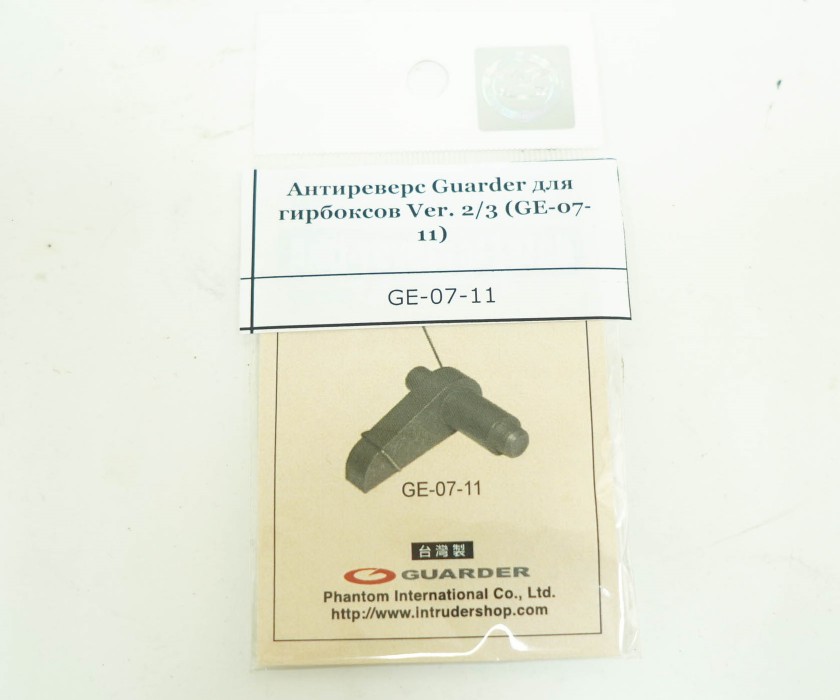 Антиреверс Guarder для
гирбоксов Ver. 2/3 (GE-07-
11)
GE-07-11
GE-07-11
台灣製
GUARDER
Phantom International Co., Ltd.
http://www.intrudershop.com